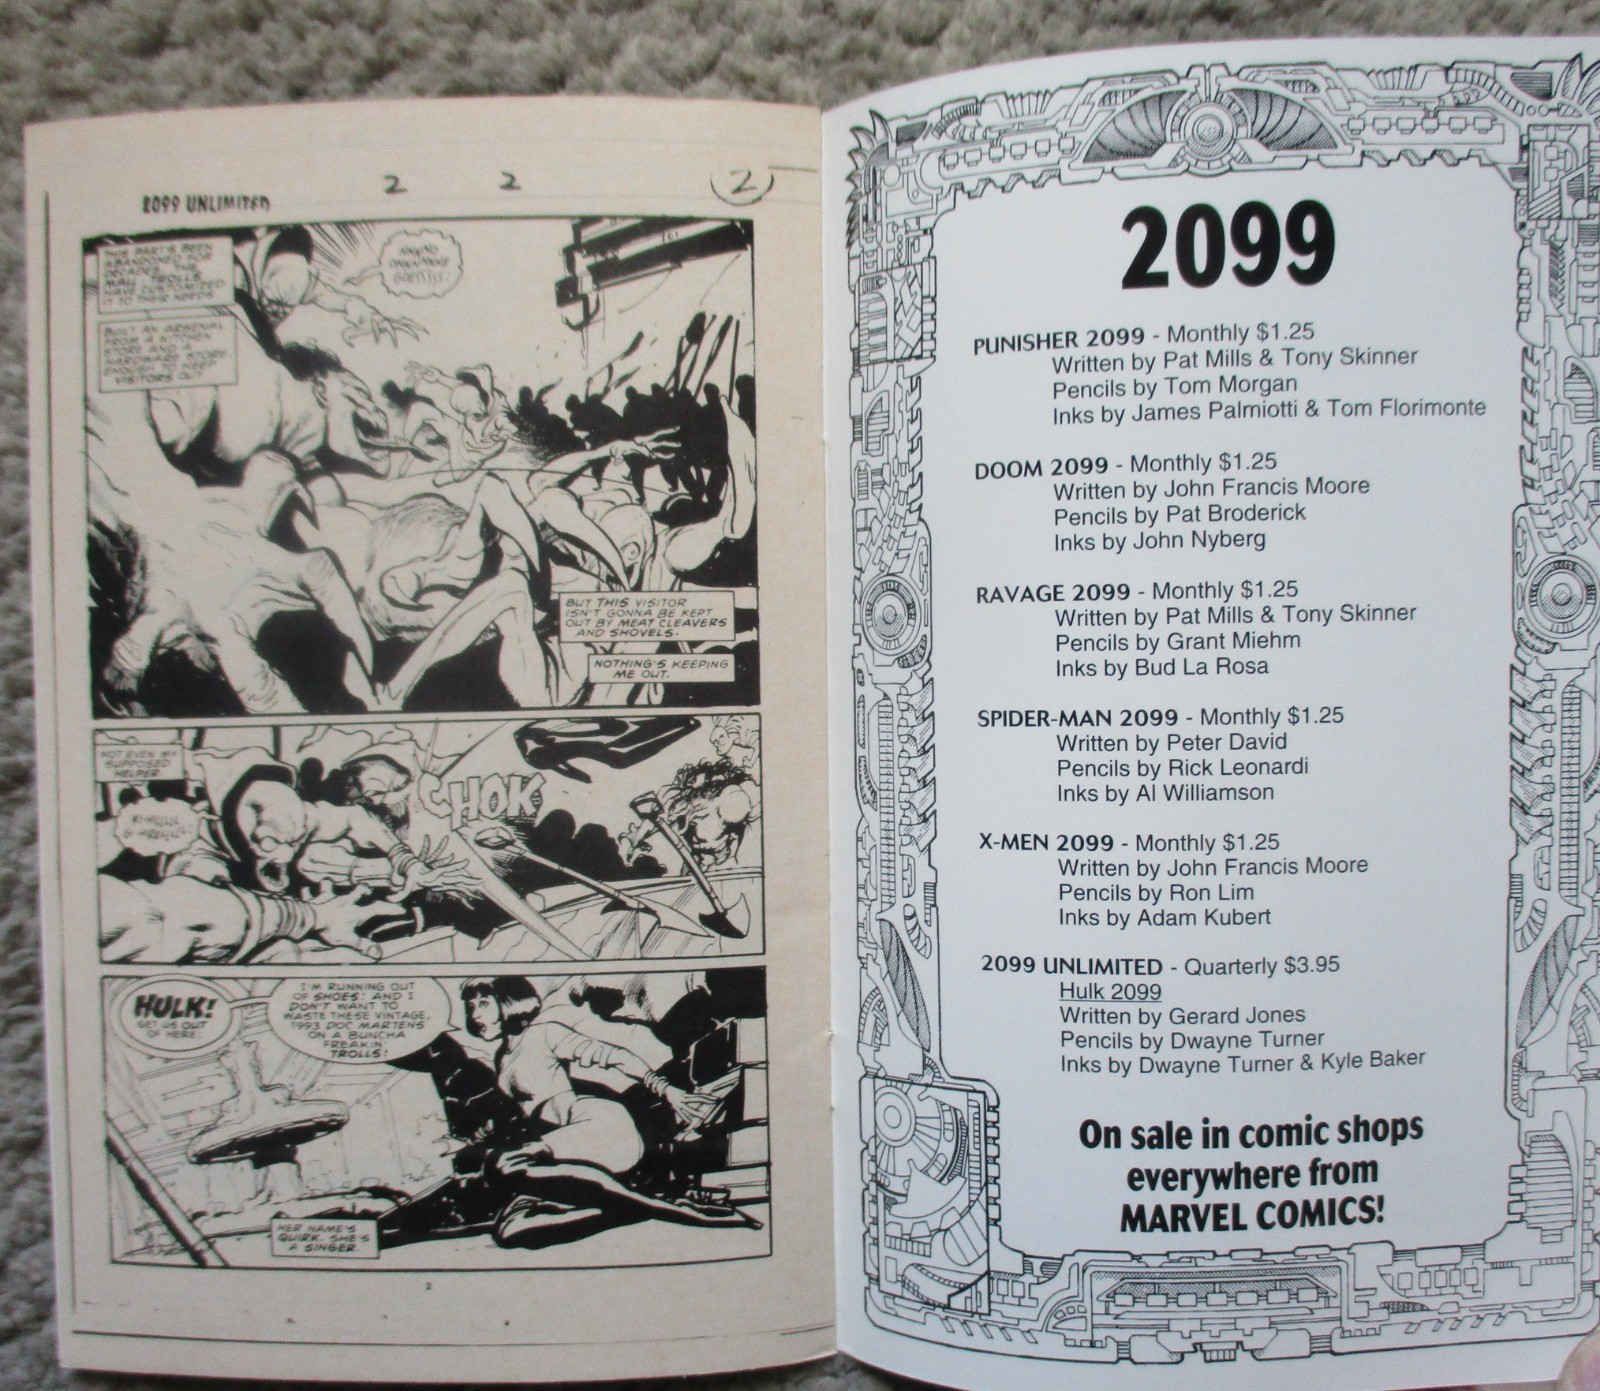 2 2 2
2099 UNLIMITED
THIS PART'S BEEN
ABANDONED FOR
DECADES. THE
MALL TROLLS
HAVE CUSTOMIZED
IT TO THEIR NEEDS.
BUILT AN ARSENAL
FROM A KITCHEN
STORE AND A
HARDWARE STORE.
ENOUGH TO KEEP
VISITORS OUT.
BUT THIS VISITOR
ISN'T GONNA BE KEPT
OUT BY MEAT CLEAVERS
AND SHOVELS.
NOTHING'S KEEPING
ME OUT.
NOT EVEN MY
SUPPOSED
HELPER
CHOK
HULK!
GET US OUT
OF HERE!
I'M RUNNING OUT
OF SHOES! AND I
DON'T WANT TO
WASTE THESE VINTAGE,
1993 DOC MARTENS
ON A BUNCHA
FREAKIN'
TROLLS!
HER NAME'S
QUIRK. SHE'S
A SINGER.
2
2099
PUNISHER 2099 - Monthly $1.25
Written by Pat Mills & Tony Skinner
Pencils by Tom Morgan
Inks by James Palmiotti & Tom Florimonte
DOOM 2099 - Monthly $1.25
Written by John Francis Moore
Pencils by Pat Broderick
Inks by John Nyberg
RAVAGE 2099 - Monthly $1.25
Written by Pat Mills & Tony Skinner
Pencils by Grant Miehm
Inks by Bud La Rosa
SPIDER-MAN 2099 - Monthly $1.25
Written by Peter David
Pencils by Rick Leonardi
Inks by Al Williamson
X-MEN 2099 - Monthly $1.25
Written by John Francis Moore
Pencils by Ron Lim
Inks by Adam Kubert
2099 UNLIMITED - Quarterly $3.95
Hulk 2099
Written by Gerard Jones
Pencils by Dwayne Turner
Inks by Dwayne Turner & Kyle Baker
On sale in comic shops
everywhere from
MARVEL COMICS!